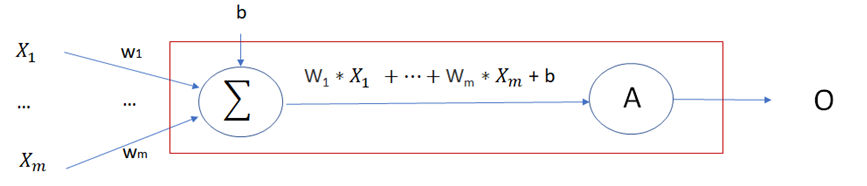 b
X₁ w₁
W₁ * X₁ + ⋯ + Wₘ * Xₘ + b
... ...
∑ A O
Xₘ wₘ